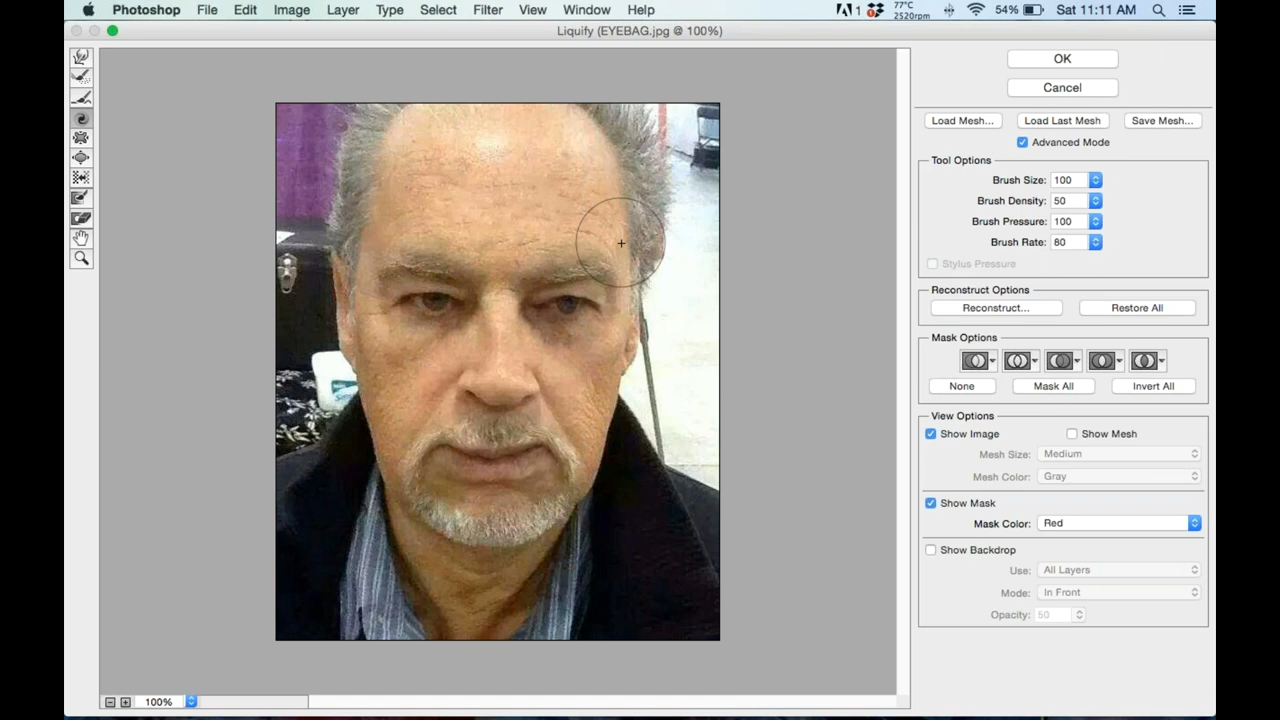 Photoshop File Edit Image Layer Type Select Filter View Window Help 1 77°C 2520rpm 54% Sat 11:11 AM
Liquify (EYEBAG.jpg @ 100%)
OK
Cancel
Load Mesh... Load Last Mesh Save Mesh...
Advanced Mode
Tool Options
Brush Size: 100
Brush Density: 50
Brush Pressure: 100
Brush Rate: 80
Stylus Pressure
Reconstruct Options
Reconstruct... Restore All
Mask Options
None Mask All Invert All
View Options
Show Image Show Mesh
Mesh Size: Medium
Mesh Color: Gray
Show Mask
Mask Color: Red
Show Backdrop
Use: All Layers
Mode: In Front
Opacity: 50
100%